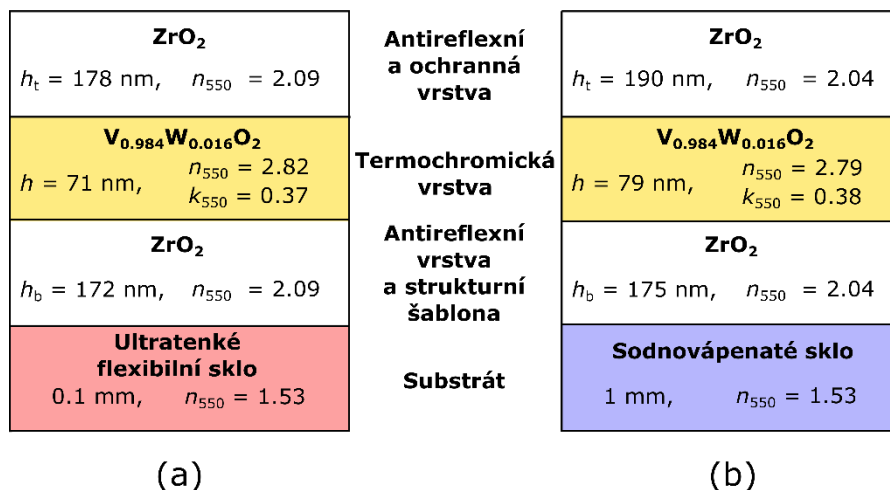 ZrO₂
hₜ = 178 nm, n₅₅₀ = 2.09
V₀.₉₈₄W₀.₀₁₆O₂
n₅₅₀ = 2.82
h = 71 nm,
k₅₅₀ = 0.37
ZrO₂
h_b = 172 nm, n₅₅₀ = 2.09
Ultratenké
flexibilní sklo
0.1 mm, n₅₅₀ = 1.53
(a)
Antireflexní
a ochranná
vrstva
Termochromická
vrstva
Antireflexní
vrstva
a strukturní
šablona
Substrát
ZrO₂
hₜ = 190 nm, n₅₅₀ = 2.04
V₀.₉₈₄W₀.₀₁₆O₂
n₅₅₀ = 2.79
h = 79 nm,
k₅₅₀ = 0.38
ZrO₂
h_b = 175 nm, n₅₅₀ = 2.04
Sodnovápenaté sklo
1 mm, n₅₅₀ = 1.53
(b)